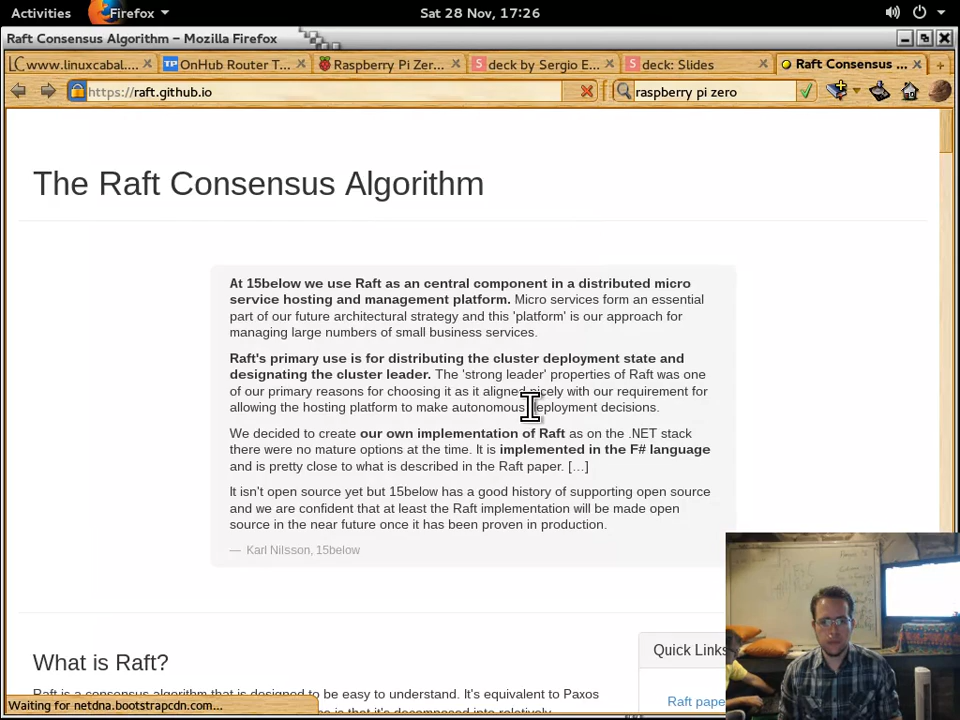 Activities Firefox Sat 28 Nov, 17:26
Raft Consensus Algorithm – Mozilla Firefox
www.linuxcabal.... OnHub Router T... Raspberry Pi Zer... deck by Sergio E... deck: Slides Raft Consensus ...
https://raft.github.io raspberry pi zero
The Raft Consensus Algorithm
At 15below we use Raft as an central component in a distributed micro
service hosting and management platform. Micro services form an essential
part of our future architectural strategy and this 'platform' is our approach for
managing large numbers of small business services.
Raft's primary use is for distributing the cluster deployment state and
designating the cluster leader. The 'strong leader' properties of Raft was one
of our primary reasons for choosing it as it aligned nicely with our requirement for
allowing the hosting platform to make autonomous deployment decisions.
We decided to create our own implementation of Raft as on the .NET stack
there were no mature options at the time. It is implemented in the F# language
and is pretty close to what is described in the Raft paper. [...]
It isn't open source yet but 15below has a good history of supporting open source
and we are confident that at least the Raft implementation will be made open
source in the near future once it has been proven in production.
— Karl Nilsson, 15below
What is Raft?
Quick Links
Raft is a consensus algorithm that is designed to be easy to understand. It's equivalent to Paxos
Raft pape
Waiting for netdna.bootstrapcdn.com...